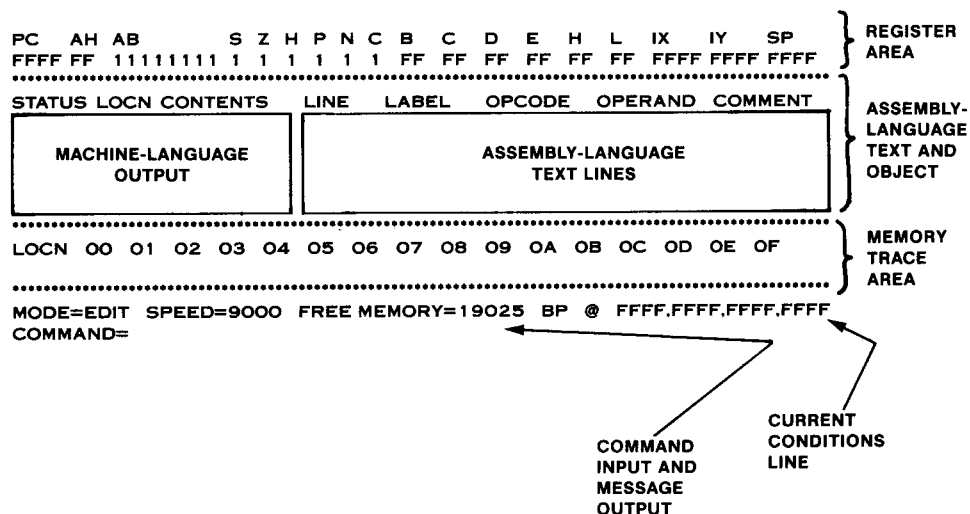 PC AH AB S Z H P N C B C D E H L IX IY SP
FFFF FF 11111111 1 1 1 1 1 1 FF FF FF FF FF FF FFFF FFFF FFFF
REGISTER
AREA
STATUS LOCN CONTENTS LINE LABEL OPCODE OPERAND COMMENT
MACHINE-LANGUAGE
OUTPUT
ASSEMBLY-LANGUAGE
TEXT LINES
ASSEMBLY-
LANGUAGE
TEXT AND
OBJECT
LOCN 00 01 02 03 04 05 06 07 08 09 0A 0B 0C 0D 0E 0F
MEMORY
TRACE
AREA
MODE=EDIT SPEED=9000 FREE MEMORY=19025 BP @ FFFF,FFFF,FFFF,FFFF
COMMAND=
COMMAND
INPUT AND
MESSAGE
OUTPUT
CURRENT
CONDITIONS
LINE